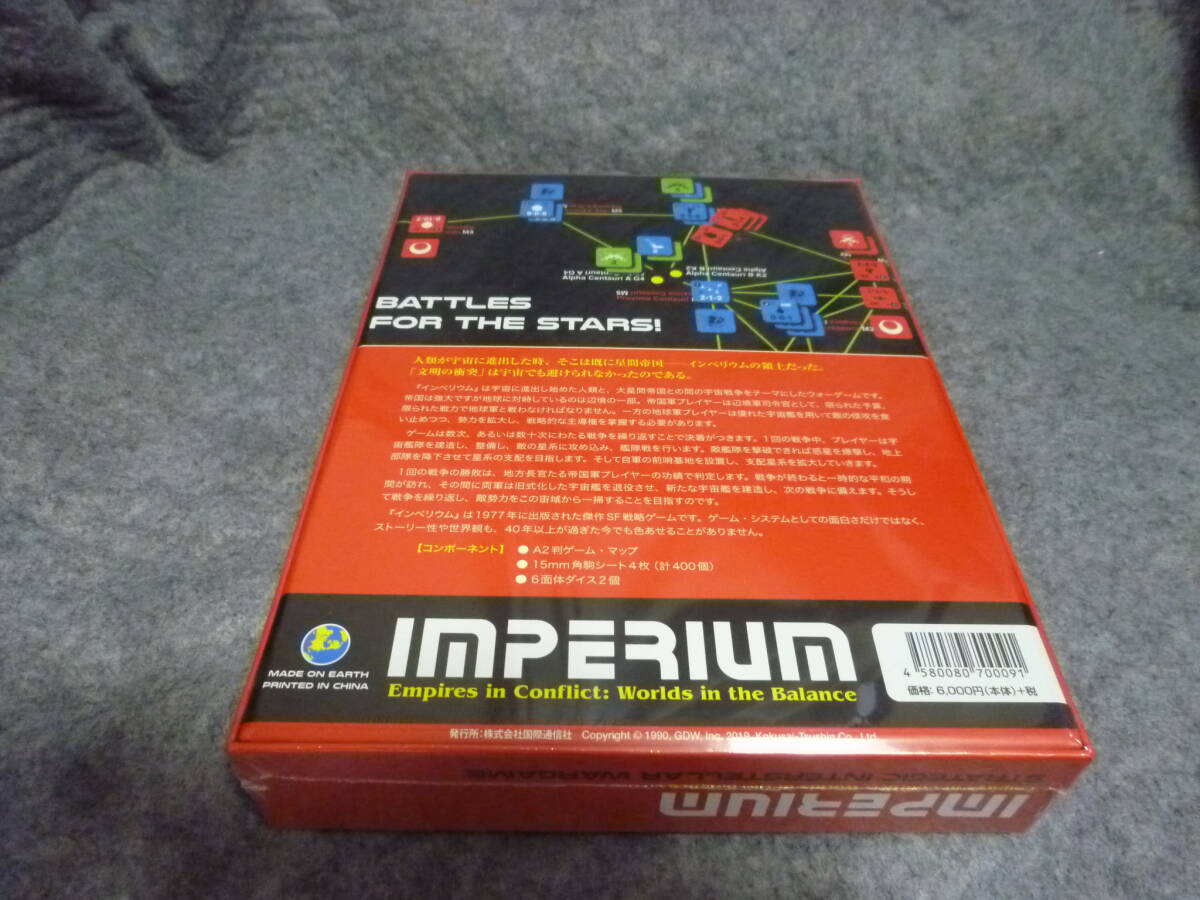 Alpha Centauri A G4
Alpha Centauri B K2
2-1-2
BATTLES
FOR THE STARS!
人類が宇宙に進出した時、そこは既に星間帝国――インペリウムの領土だった。
「文明の衝突」は宇宙でも避けられなかったのである。
『インペリウム』は宇宙に進出し始めた人類と、大星間帝国との間の宇宙戦争をテーマにしたウォーゲームです。
帝国は強大ですが地球に対峙しているのは辺境の一部。帝国軍プレイヤーは辺境軍司令官として、限られた予算、
限られた戦力で地球軍と戦わなければなりません。一方の地球軍プレイヤーは優れた宇宙艦を用いて敵の侵攻を食
い止めつつ、勢力を拡大し、戦略的な主導権を掌握する必要があります。
ゲームは数次、あるいは数十次にわたる戦争を繰り返すことで決着がつきます。1回の戦争中、プレイヤーは宇
宙艦隊を建造し、整備し、敵の星系に攻め込み、艦隊戦を行います。敵艦隊を撃破できれば惑星を爆撃し、地上
部隊を降下させて星系の支配を目指します。そして自軍の前哨基地を設置し、支配星系を拡大していきます。
1回の戦争の勝敗は、地方長官たる帝国軍プレイヤーの功績で判定します。戦争が終わると一時的な平和の期
間が訪れ、その間に両軍は旧式化した宇宙艦を退役させ、新たな宇宙艦を建造し、次の戦争に備えます。そうし
て戦争を繰り返し、敵勢力をこの宙域から一掃することを目指すのです。
『インペリウム』は1977年に出版された傑作SF戦略ゲームです。ゲーム・システムとしての面白さだけではなく、
ストーリー性や世界観も、40年以上が過ぎた今でも色あせることがありません。
【コンポーネント】 ● A2判ゲーム・マップ
● 15mm角駒シート4枚（計400個）
● 6面体ダイス2個
IMPERIUM
Empires in Conflict: Worlds in the Balance
MADE ON EARTH
PRINTED IN CHINA
4 580080 700091
価格：6,000円（本体）+税
発行所：株式会社国際通信社 Copyright © 1990, GDW, Inc. 2019, Kokusai-Tsushin Co., Ltd.
STRATEGIC INTERSTELLAR WARGAME
IMPERIUM